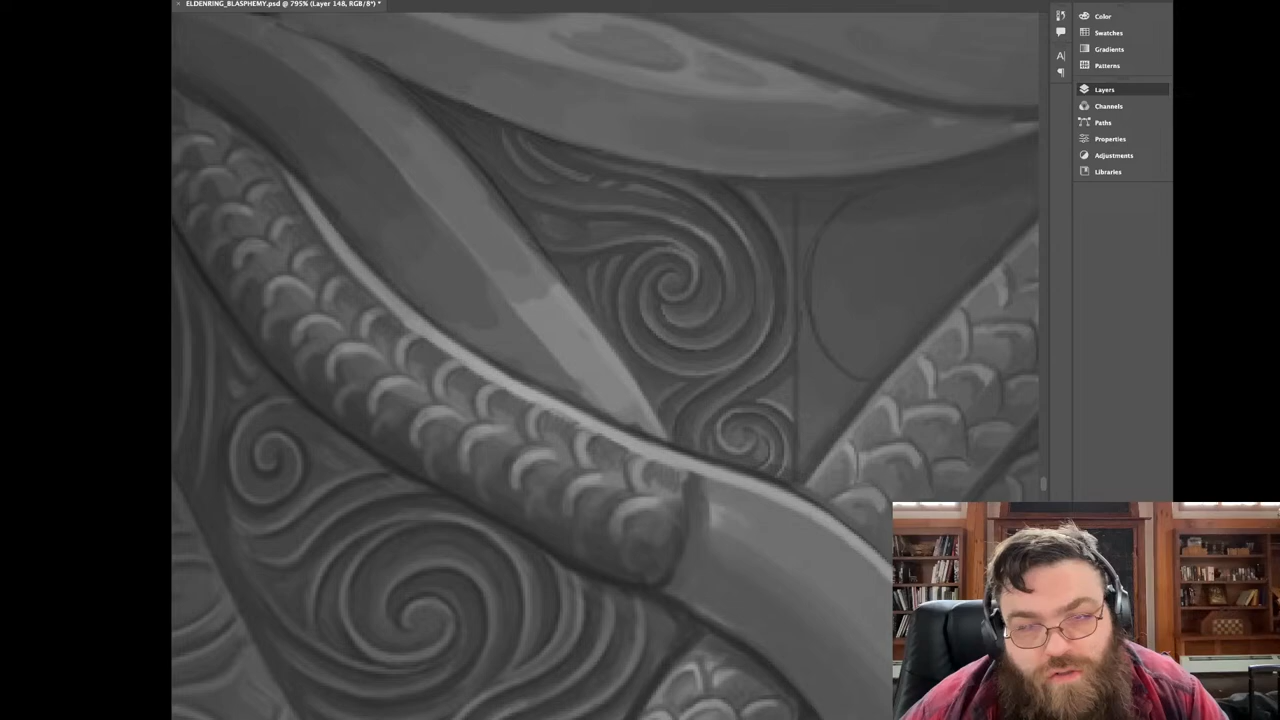 ELDENRING_BLASPHEMY.psd @ 795% (Layer 148, RGB/8*) *
Color
Swatches
Gradients
Patterns
Layers
Channels
Paths
Properties
Adjustments
Libraries